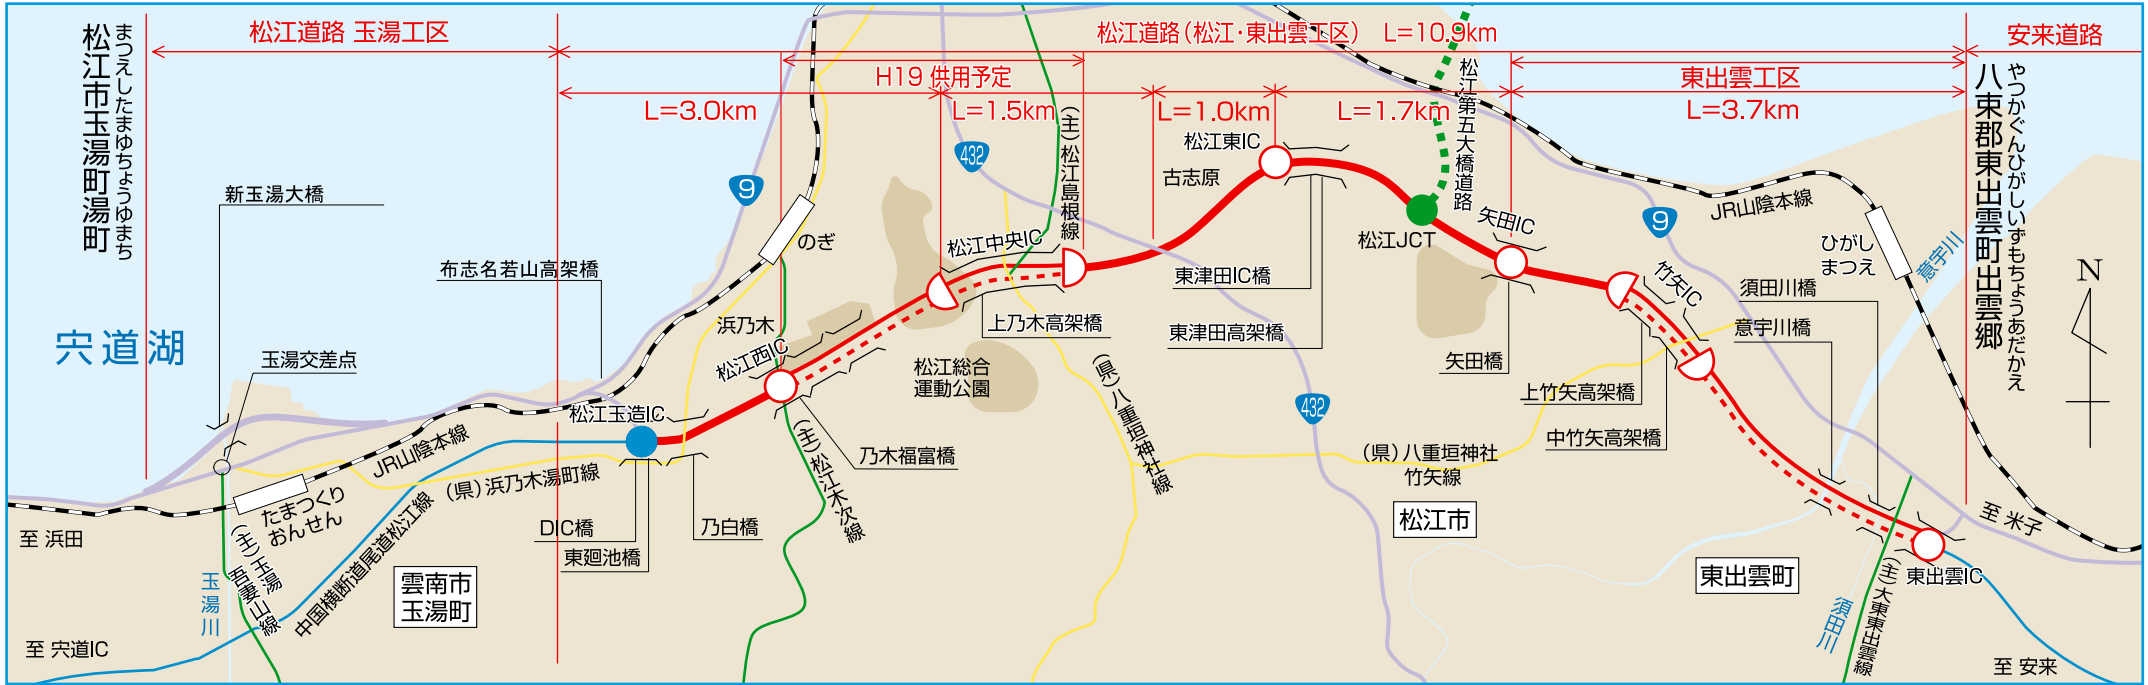 松江道路 玉湯工区
松江道路(松江・東出雲工区) L=10.9km
安来道路
H19 供用予定
東出雲工区
L=3.0km
L=1.5km
L=1.0km
L=1.7km
L=3.7km
まつえしたまゆちょうゆまち
松江市玉湯町湯町
やつかぐんひがしいずもちょうあだかえ
八束郡東出雲町出雲郷
松江第五大橋道路
(主)松江島根線
432
9
松江東IC
古志原
新玉湯大橋
布志名若山高架橋
宍道湖
玉湯交差点
のぎ
浜乃木
松江西IC
松江中央IC
上乃木高架橋
松江総合
運動公園
東津田IC橋
東津田高架橋
松江JCT
矢田IC
矢田橋
9
JR山陰本線
ひがし
まつえ
意宇川
竹矢IC
須田川橋
意宇川橋
上竹矢高架橋
中竹矢高架橋
N
432
(県)八重垣神社線
(県)八重垣神社
竹矢線
松江玉造IC
JR山陰本線
たまつくり
おんせん
(県)浜乃木湯町線
中国横断道尾道松江線
(主)玉湯
吾妻山線
玉湯川
至 浜田
至 宍道IC
雲南市
玉湯町
DIC橋
東廻池橋
乃白橋
乃木福富橋
(主)松江木次線
松江市
東出雲町
東出雲IC
(主)大東東出雲線
須田川
至 米子
至 安来